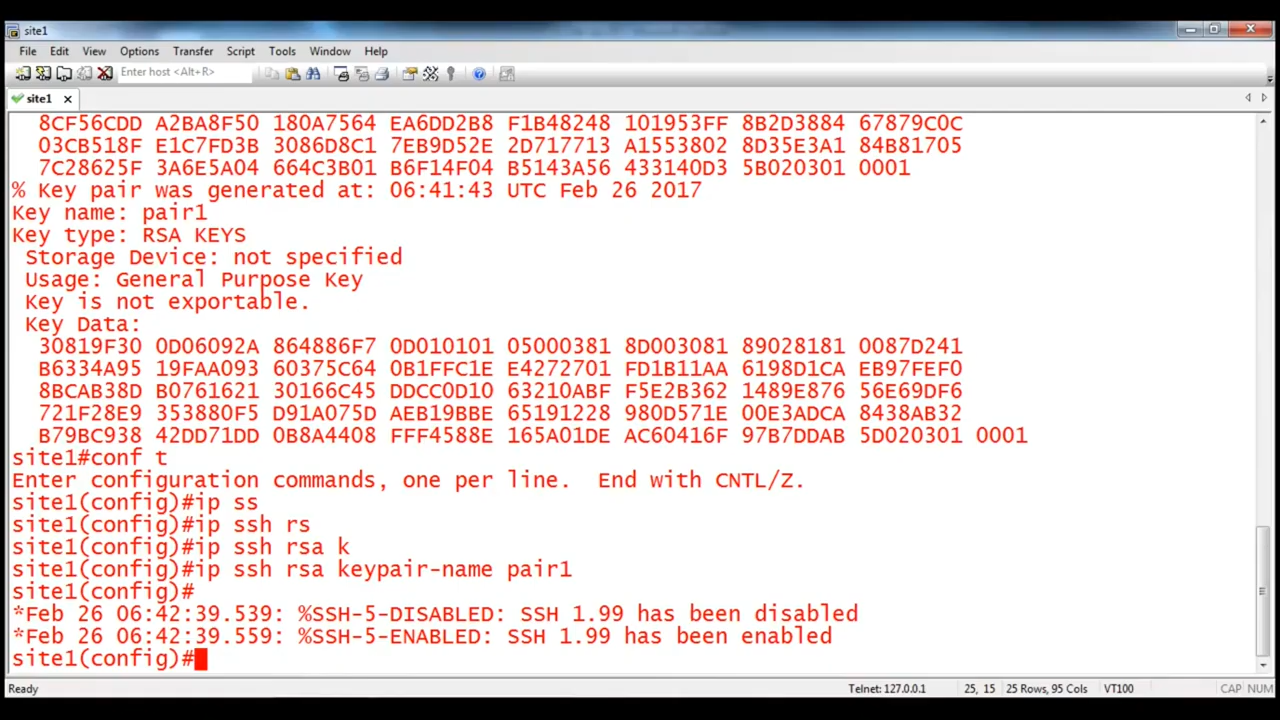 site1
File Edit View Options Transfer Script Tools Window Help
Enter host <Alt+R>
site1
8CF56CDD A2BA8F50 180A7564 EA6DD2B8 F1B48248 101953FF 8B2D3884 67879C0C
03CB518F E1C7FD3B 3086D8C1 7EB9D52E 2D717713 A1553802 8D35E3A1 84B81705
7C28625F 3A6E5A04 664C3B01 B6F14F04 B5143A56 433140D3 5B020301 0001
% Key pair was generated at: 06:41:43 UTC Feb 26 2017
Key name: pair1
Key type: RSA KEYS
Storage Device: not specified
Usage: General Purpose Key
Key is not exportable.
Key Data:
30819F30 0D06092A 864886F7 0D010101 05000381 8D003081 89028181 0087D241
B6334A95 19FAA093 60375C64 0B1FFC1E E4272701 FD1B11AA 6198D1CA EB97FEF0
8BCAB38D B0761621 30166C45 DDCC0D10 63210ABF F5E2B362 1489E876 56E69DF6
721F28E9 353880F5 D91A075D AEB19BBE 65191228 980D571E 00E3ADCA 8438AB32
B79BC938 42DD71DD 0B8A4408 FFF4588E 165A01DE AC60416F 97B7DDAB 5D020301 0001
site1#conf t
Enter configuration commands, one per line.  End with CNTL/Z.
site1(config)#ip ss
site1(config)#ip ssh rs
site1(config)#ip ssh rsa k
site1(config)#ip ssh rsa keypair-name pair1
site1(config)#
*Feb 26 06:42:39.539: %SSH-5-DISABLED: SSH 1.99 has been disabled
*Feb 26 06:42:39.559: %SSH-5-ENABLED: SSH 1.99 has been enabled
site1(config)#
Ready Telnet: 127.0.0.1 25, 15 25 Rows, 95 Cols VT100 CAP NUM